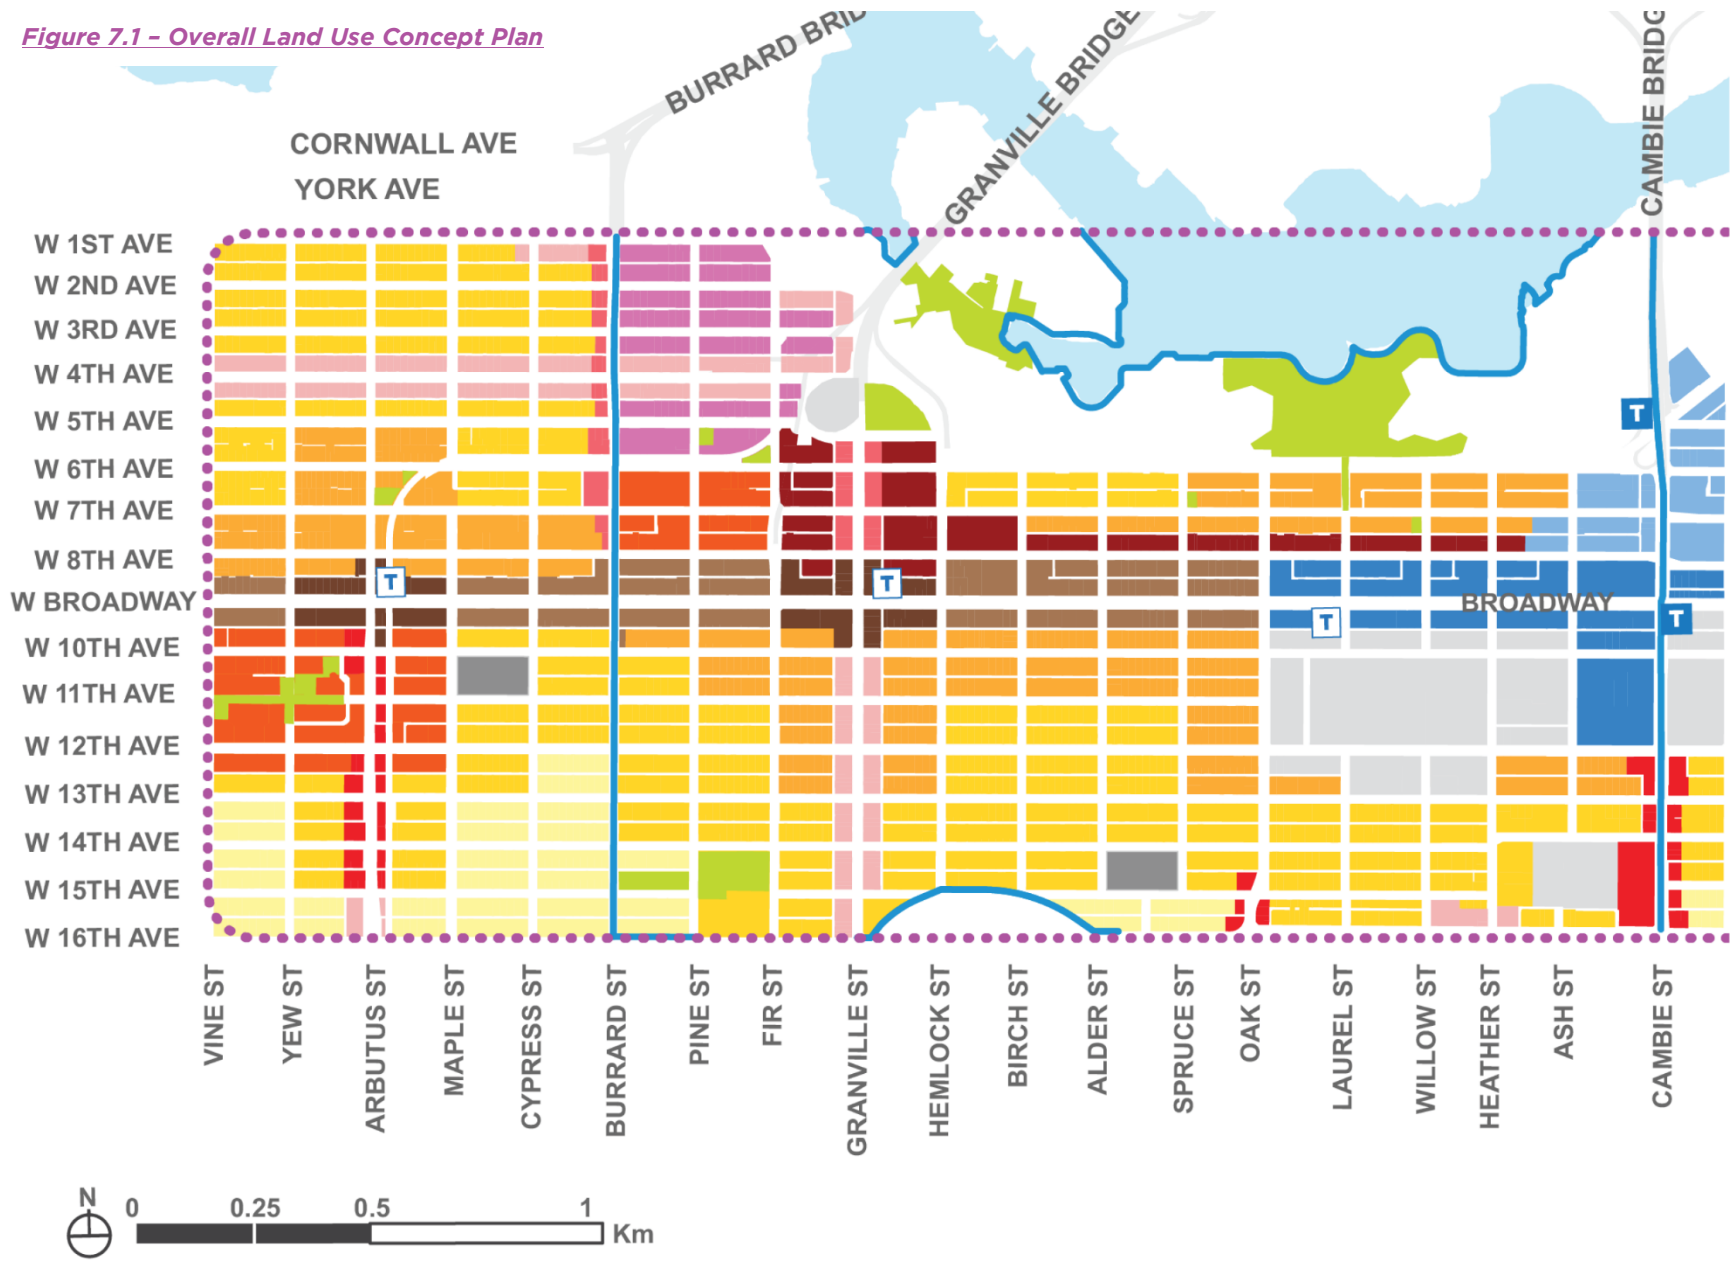 Figure 7.1 – Overall Land Use Concept Plan
BURRARD BRID
GRANVILLE BRIDGE
CAMBIE BRIDG
CORNWALL AVE
YORK AVE
W 1ST AVE
W 2ND AVE
W 3RD AVE
W 4TH AVE
W 5TH AVE
W 6TH AVE
W 7TH AVE
W 8TH AVE
W BROADWAY
W 10TH AVE
W 11TH AVE
W 12TH AVE
W 13TH AVE
W 14TH AVE
W 15TH AVE
W 16TH AVE
T
T
T
T
T
BROADWAY
VINE ST
YEW ST
ARBUTUS ST
MAPLE ST
CYPRESS ST
BURRARD ST
PINE ST
FIR ST
GRANVILLE ST
HEMLOCK ST
BIRCH ST
ALDER ST
SPRUCE ST
OAK ST
LAUREL ST
WILLOW ST
HEATHER ST
ASH ST
CAMBIE ST
N
0 0.25 0.5 1
Km